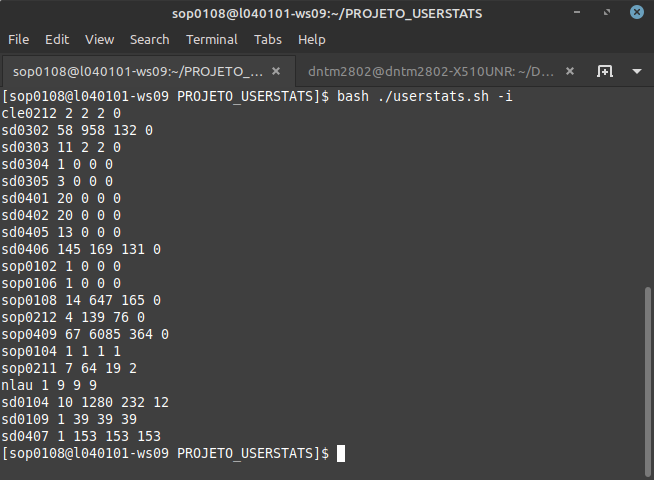 sop0108@l040101-ws09:~/PROJETO_USERSTATS
File Edit View Search Terminal Tabs Help
sop0108@l040101-ws09:~/PROJETO_... × dntm2802@dntm2802-X510UNR: ~/D... ×
[sop0108@l040101-ws09 PROJETO_USERSTATS]$ bash ./userstats.sh -i
cle0212 2 2 2 0
sd0302 58 958 132 0
sd0303 11 2 2 0
sd0304 1 0 0 0
sd0305 3 0 0 0
sd0401 20 0 0 0
sd0402 20 0 0 0
sd0405 13 0 0 0
sd0406 145 169 131 0
sop0102 1 0 0 0
sop0106 1 0 0 0
sop0108 14 647 165 0
sop0212 4 139 76 0
sop0409 67 6085 364 0
sop0104 1 1 1 1
sop0211 7 64 19 2
nlau 1 9 9 9
sd0104 10 1280 232 12
sd0109 1 39 39 39
sd0407 1 153 153 153
[sop0108@l040101-ws09 PROJETO_USERSTATS]$